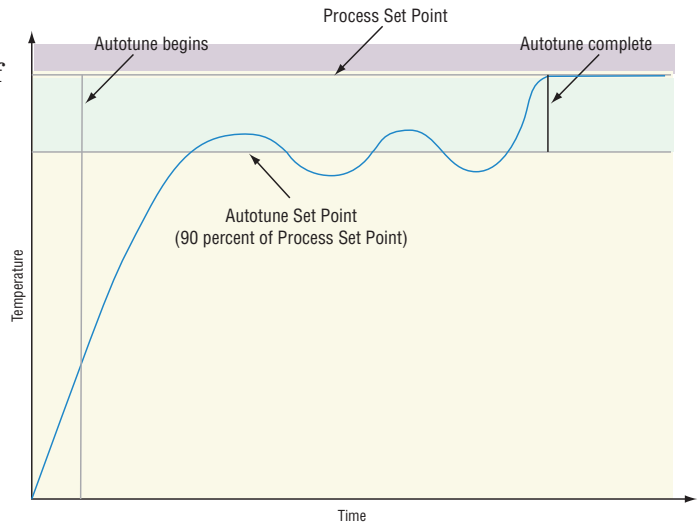 Process Set Point
Autotune begins
Autotune complete
f
Autotune Set Point
(90 percent of Process Set Point)
Temperature
Time